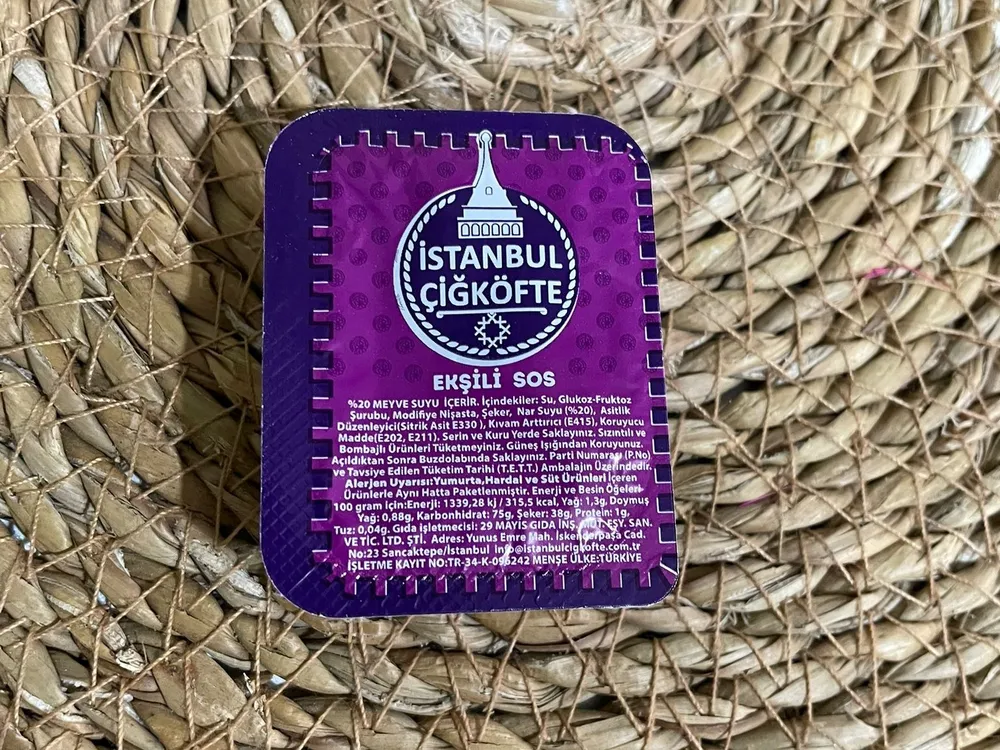 İSTANBUL
ÇİĞKÖFTE
EKŞİLİ SOS
%20 MEYVE SUYU İÇERİR. İçindekiler: Su, Glukoz-Fruktoz
Şurubu, Modifiye Nişasta, Şeker, Nar Suyu (%20), Asitlik
Düzenleyici(Sitrik Asit E330 ), Kıvam Arttırıcı (E415), Koruyucu
Madde(E202, E211). Serin ve Kuru Yerde Saklayınız. Sızıntılı ve
Bombajlı Ürünleri Tüketmeyiniz. Güneş Işığından Koruyunuz.
Açıldıktan Sonra Buzdolabında Saklayınız. Parti Numarası (P.No)
ve Tavsiye Edilen Tüketim Tarihi (T.E.T.T.) Ambalajın Üzerindedir.
Alerjen Uyarısı:Yumurta,Hardal ve Süt Ürünleri İçeren
Ürünlerle Aynı Hatta Paketlenmiştir. Enerji ve Besin Öğeleri
100 gram için:Enerji: 1339,28 kj / 315,5 kcal, Yağ: 1,3g, Doymuş
Yağ: 0,88g, Karbonhidrat: 75g, Şeker: 38g, Protein: 1g,
Tuz: 0,04g. Gıda İşletmecisi: 29 MAYIS GIDA İNŞ. MÜT. EŞY. SAN.
VE TİC. LTD. ŞTİ. Adres: Yunus Emre Mah. İskenderpaşa Cad.
No:23 Sancaktepe/İstanbul info@istanbulcigkofte.com.tr
İŞLETME KAYIT NO:TR-34-K-096242 MENŞE ÜLKE:TÜRKİYE